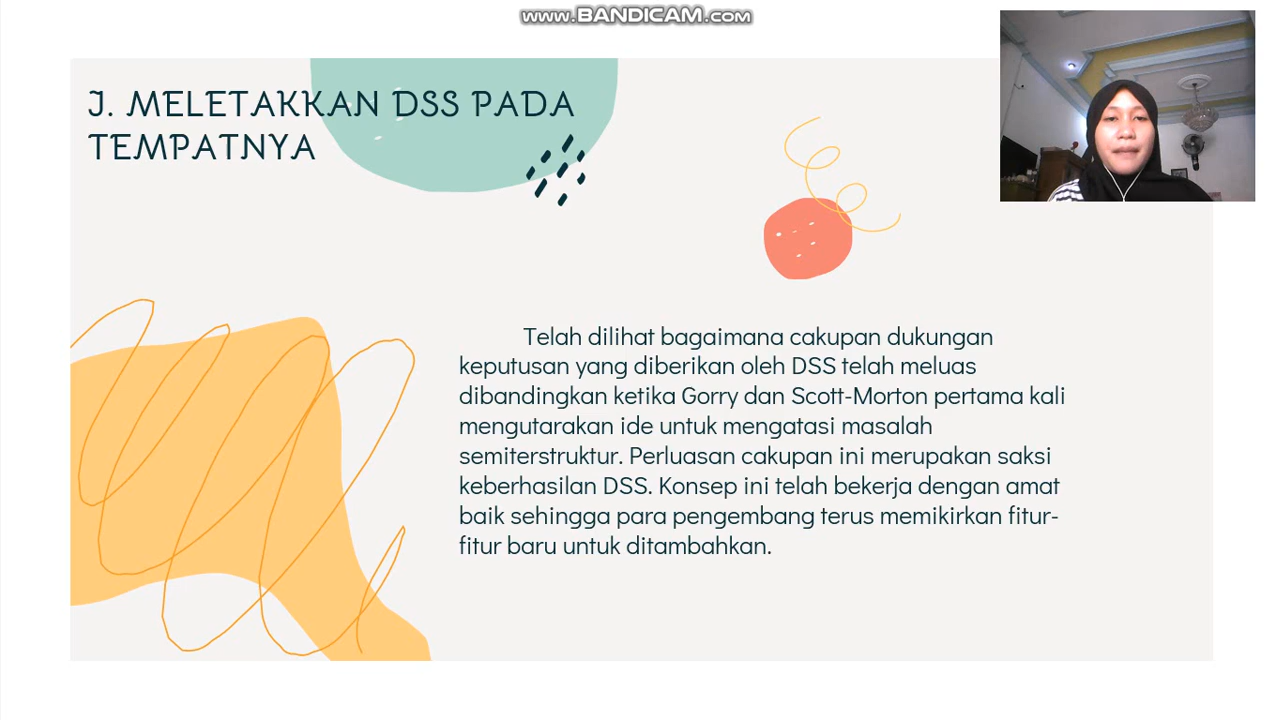 www.BANDICAM.com
J. MELETAKKAN DSS PADA
TEMPATNYA
Telah dilihat bagaimana cakupan dukungan
keputusan yang diberikan oleh DSS telah meluas
dibandingkan ketika Gorry dan Scott-Morton pertama kali
mengutarakan ide untuk mengatasi masalah
semiterstruktur. Perluasan cakupan ini merupakan saksi
keberhasilan DSS. Konsep ini telah bekerja dengan amat
baik sehingga para pengembang terus memikirkan fitur-
fitur baru untuk ditambahkan.